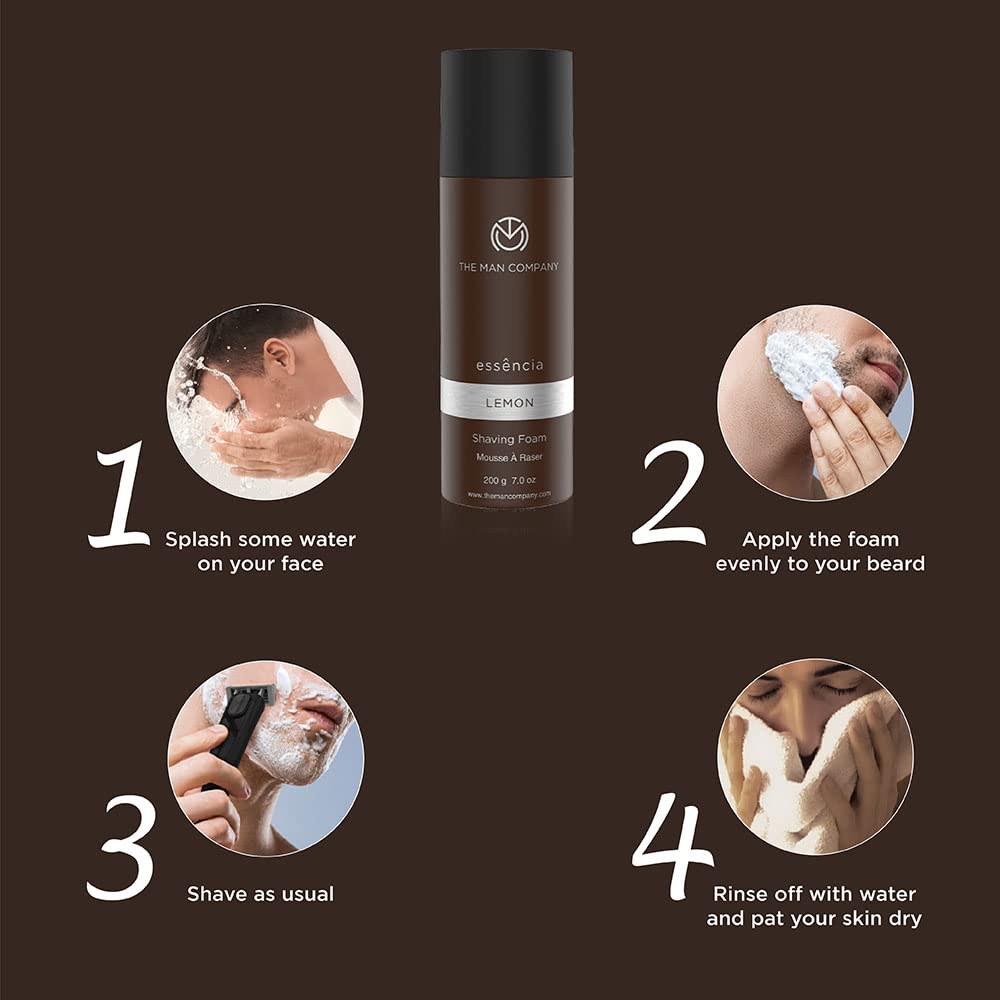 THE MAN COMPANY
essência
LEMON
Shaving Foam
Mousse À Raser
200 g 7.0 oz
www.themancompany.com
1
Splash some water
on your face
2
Apply the foam
evenly to your beard
3
Shave as usual
4
Rinse off with water
and pat your skin dry